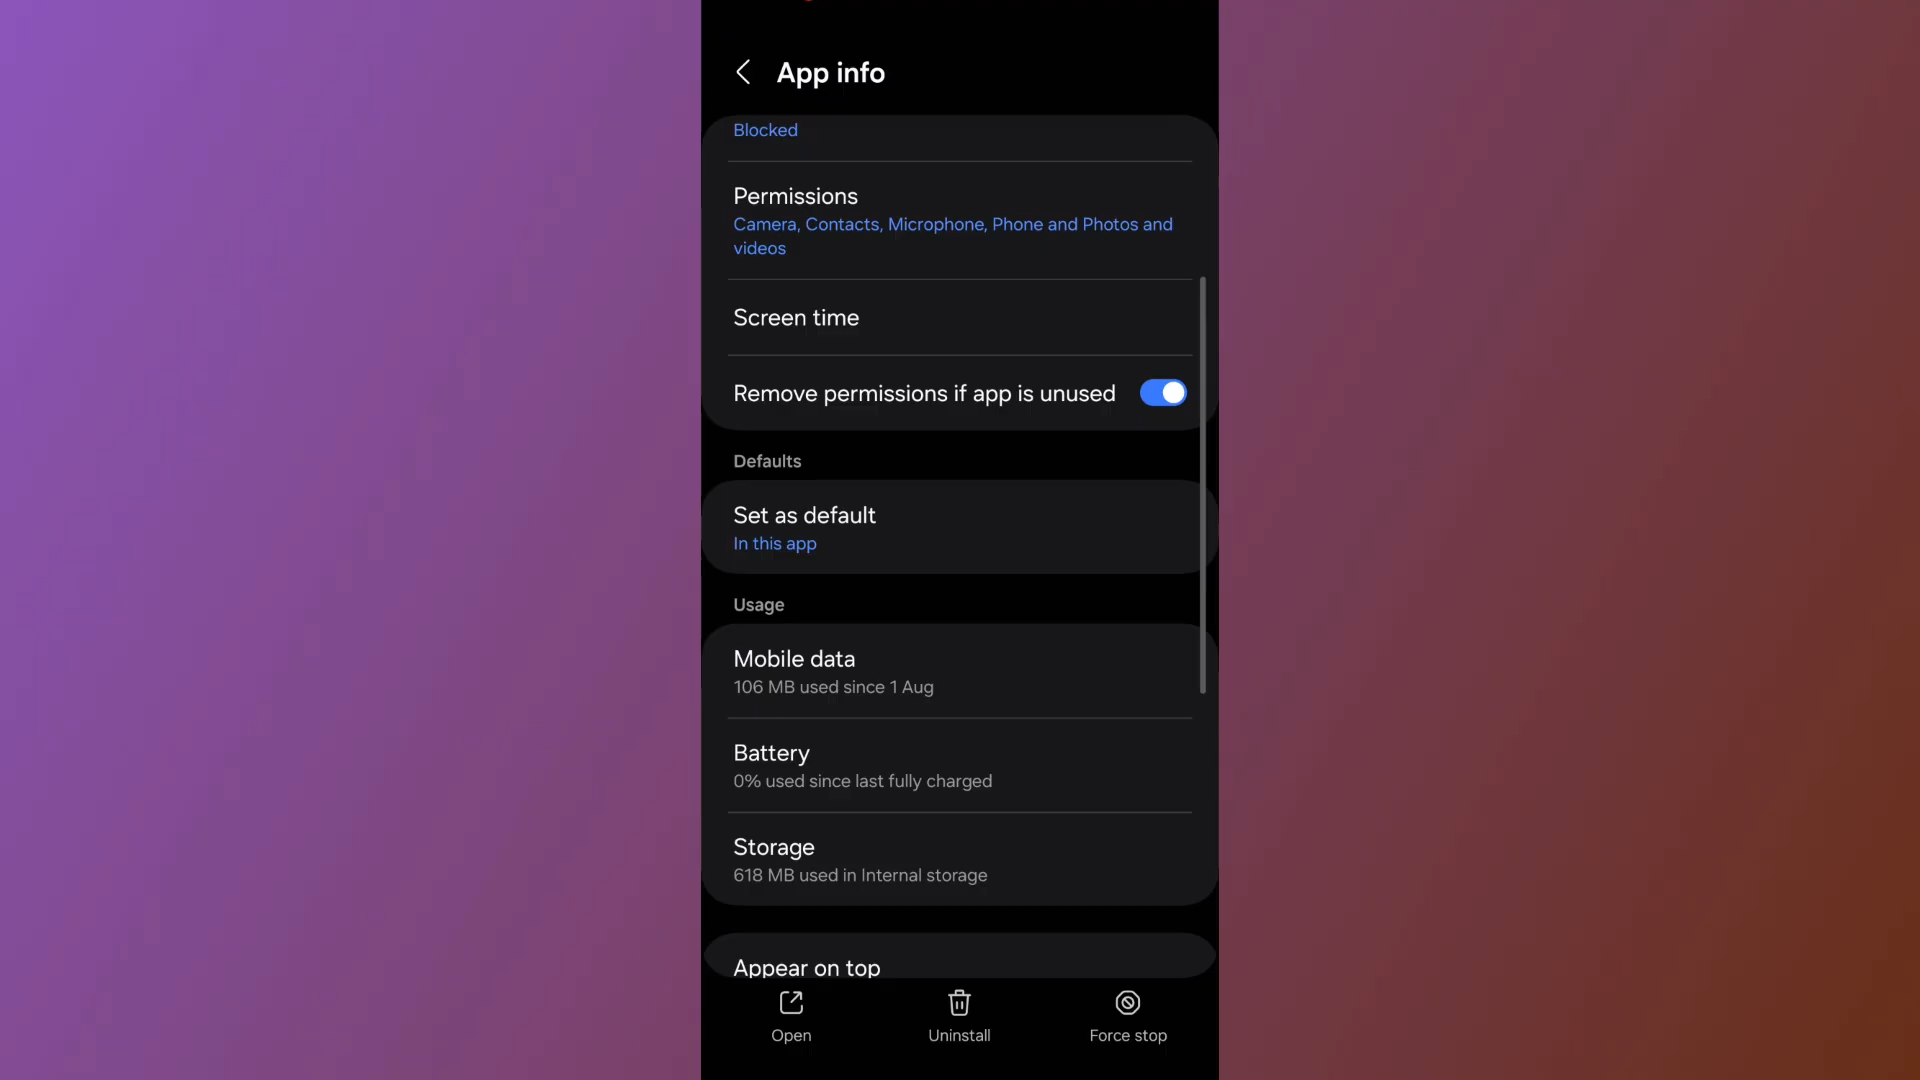 App info
Blocked
Permissions
Camera, Contacts, Microphone, Phone and Photos and
videos
Screen time
Remove permissions if app is unused
Defaults
Set as default
In this app
Usage
Mobile data
106 MB used since 1 Aug
Battery
0% used since last fully charged
Storage
618 MB used in Internal storage
Appear on top
Open
Uninstall
Force stop